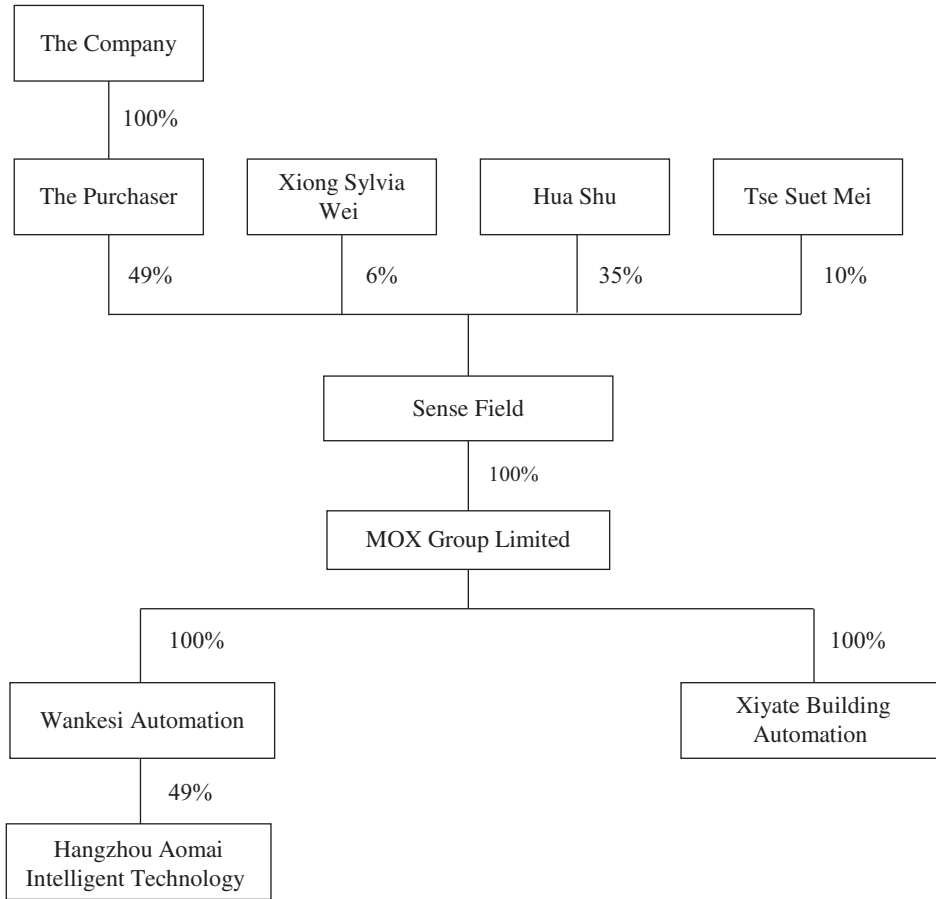 The Company
100%
The Purchaser
Xiong Sylvia
Wei
Hua Shu
Tse Suet Mei
49%
6%
35%
10%
Sense Field
100%
MOX Group Limited
100%
100%
Wankesi Automation
Xiyate Building
Automation
49%
Hangzhou Aomai
Intelligent Technology